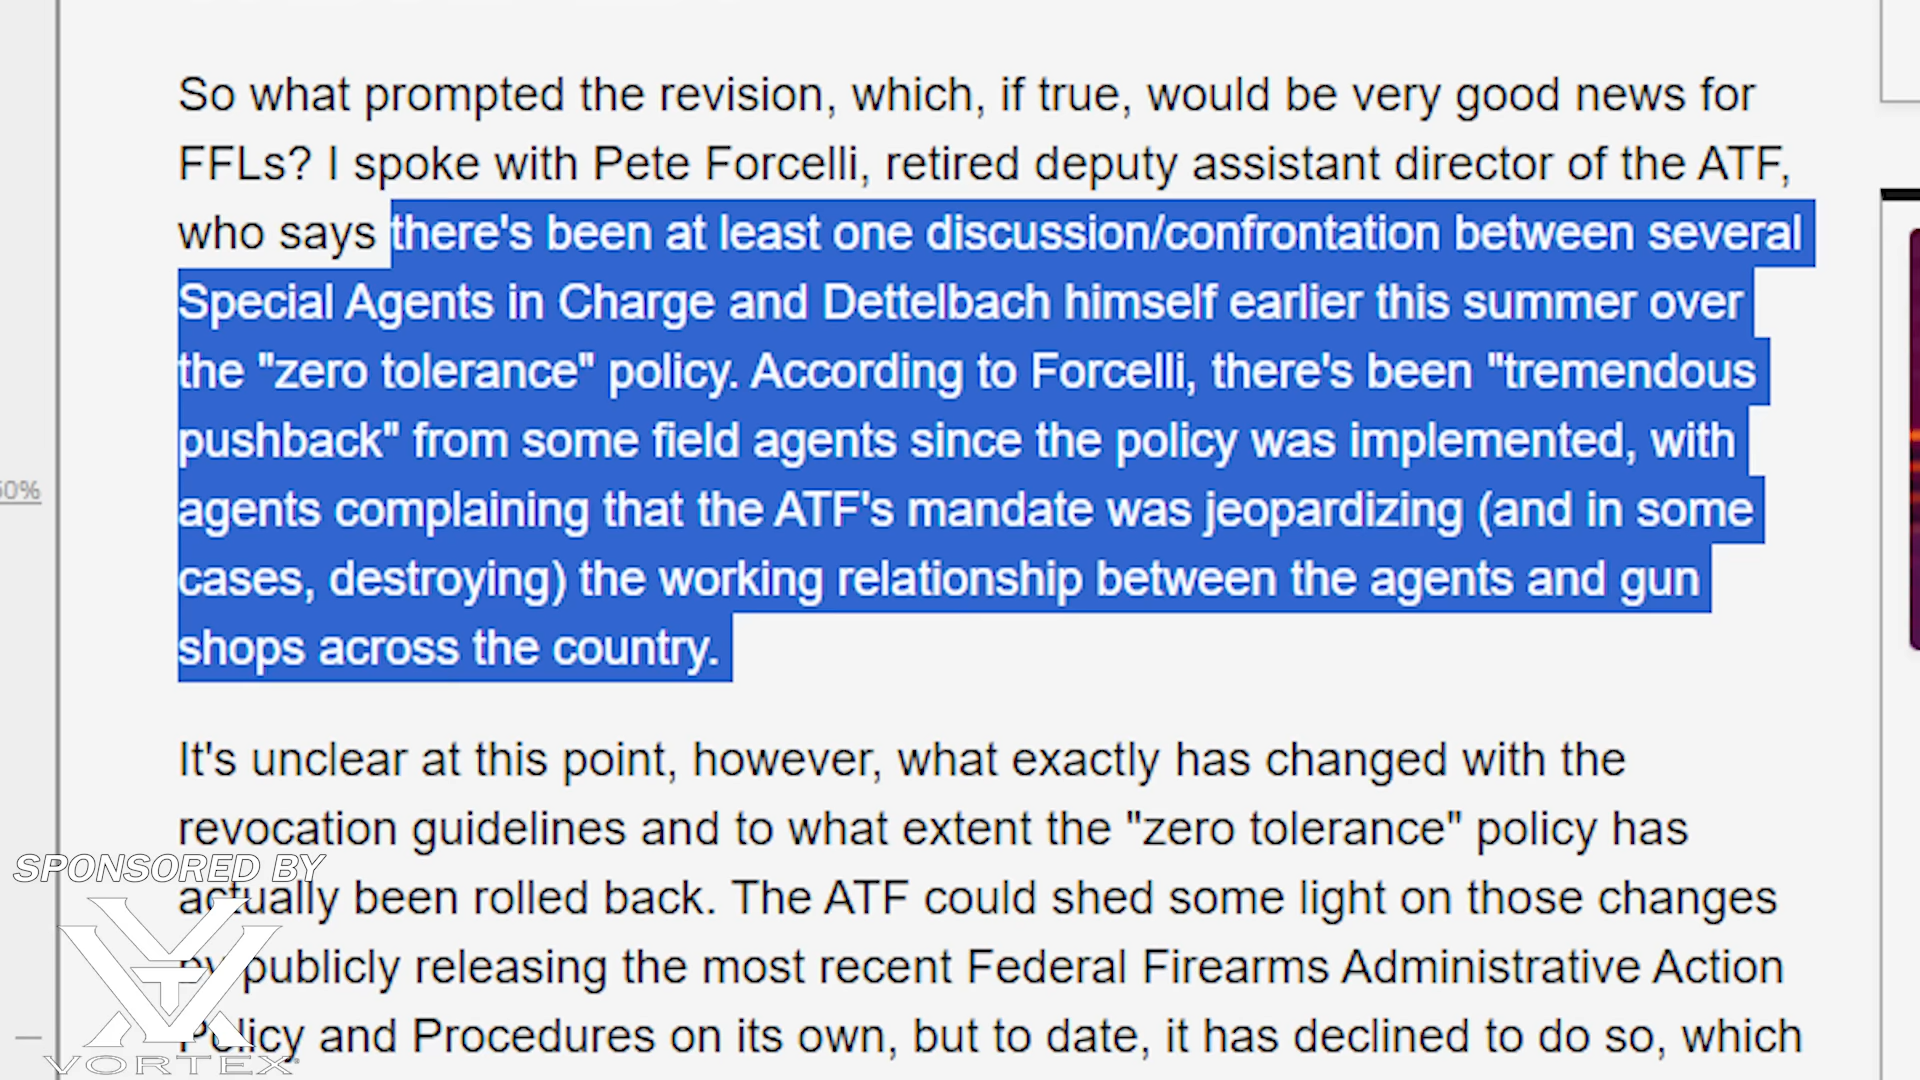 So what prompted the revision, which, if true, would be very good news for
FFLs? I spoke with Pete Forcelli, retired deputy assistant director of the ATF,
who says there's been at least one discussion/confrontation between several
Special Agents in Charge and Dettelbach himself earlier this summer over
the "zero tolerance" policy. According to Forcelli, there's been "tremendous
pushback" from some field agents since the policy was implemented, with
agents complaining that the ATF's mandate was jeopardizing (and in some
cases, destroying) the working relationship between the agents and gun
shops across the country.
It's unclear at this point, however, what exactly has changed with the
revocation guidelines and to what extent the "zero tolerance" policy has
actually been rolled back. The ATF could shed some light on those changes
by publicly releasing the most recent Federal Firearms Administrative Action
Policy and Procedures on its own, but to date, it has declined to do so, which
SPONSORED BY
VORTEX